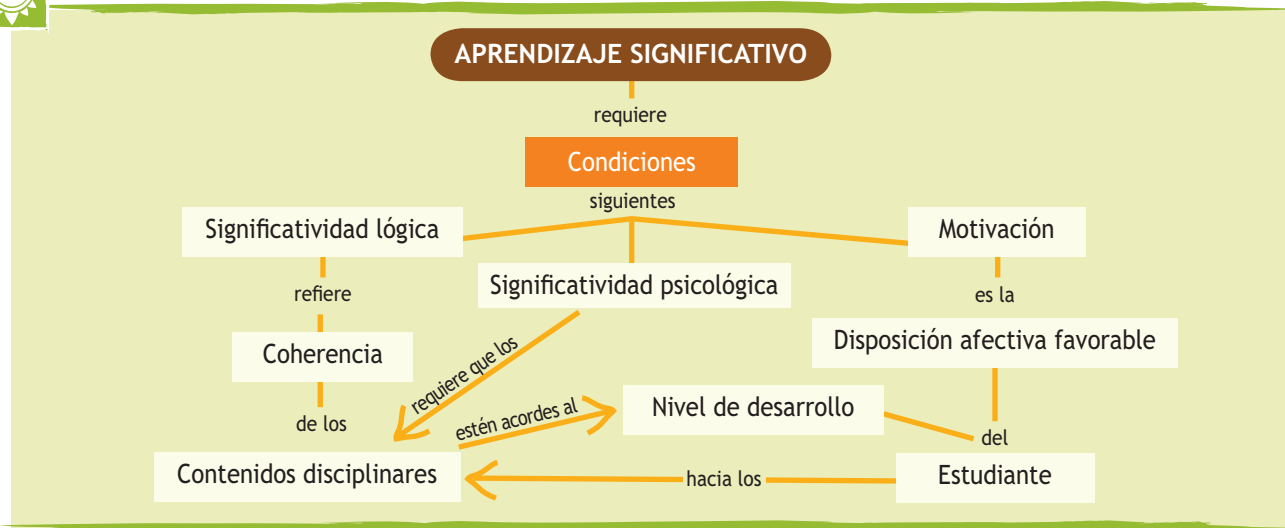 APRENDIZAJE SIGNIFICATIVO
requiere
Condiciones
siguientes
Significatividad lógica
Motivación
Significatividad psicológica
refiere
es la
Coherencia
Disposición afectiva favorable
requiere que los
de los
estén acordes al
Nivel de desarrollo
del
Contenidos disciplinares
hacia los
Estudiante